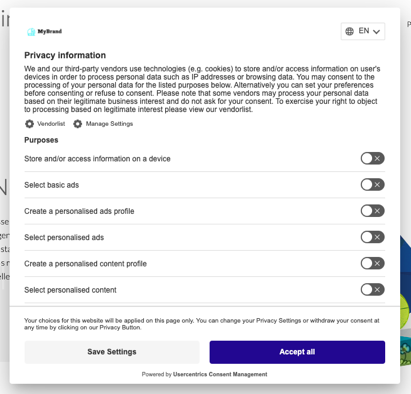 MyBrand
EN
Privacy information
We and our third-party vendors use technologies (e.g. cookies) to store and/or access information on user's
devices in order to process personal data such as IP addresses or browsing data. You may consent to the
processing of your personal data for the listed purposes below. Alternatively you can set your preferences
before consenting or refuse to consent. Please note that some vendors may process your personal data
based on their legitimate business interest and do not ask for your consent. To exercise your right to object
to processing based on legitimate interest please view our vendorlist.
Vendorlist Manage Settings
Purposes
Store and/or access information on a device
Select basic ads
Create a personalised ads profile
Select personalised ads
Create a personalised content profile
Select personalised content
Your choices for this website will be applied on this page only. You can change your Privacy Settings or withdraw your consent at
any time by clicking on our Privacy Button.
Save Settings Accept all
Powered by Usercentrics Consent Management